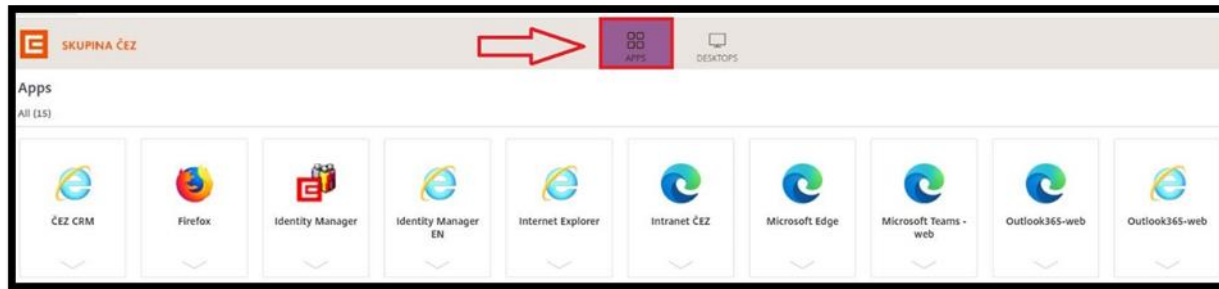 SKUPINA ČEZ
APPS
DESKTOPS
Apps
All (15)
ČEZ CRM
Firefox
Identity Manager
Identity Manager
EN
Internet Explorer
Intranet ČEZ
Microsoft Edge
Microsoft Teams -
web
Outlook365-web
Outlook365-web